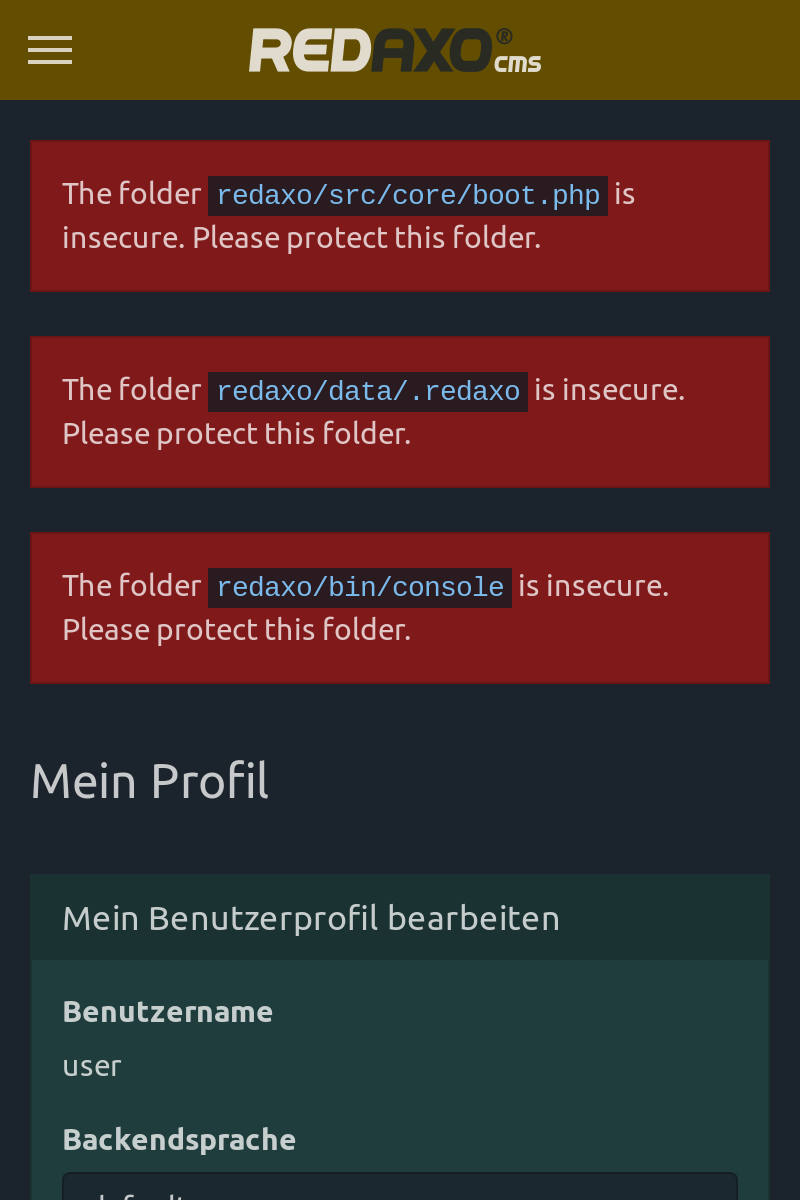 REDAXO® cms
The folder redaxo/src/core/boot.php is
insecure. Please protect this folder.
The folder redaxo/data/.redaxo is insecure.
Please protect this folder.
The folder redaxo/bin/console is insecure.
Please protect this folder.
Mein Profil
Mein Benutzerprofil bearbeiten
Benutzername
user
Backendsprache